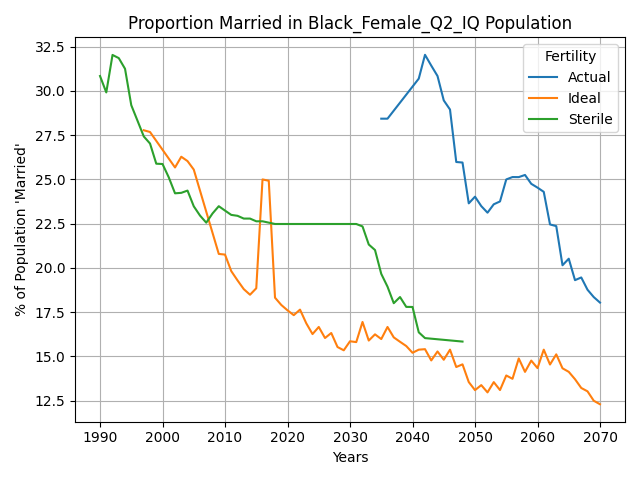 Proportion Married in Black_Female_Q2_IQ Population
% of Population 'Married'
32.5
30.0
27.5
25.0
22.5
20.0
17.5
15.0
12.5
Fertility
Actual
Ideal
Sterile
1990 2000 2010 2020 2030 2040 2050 2060 2070
Years